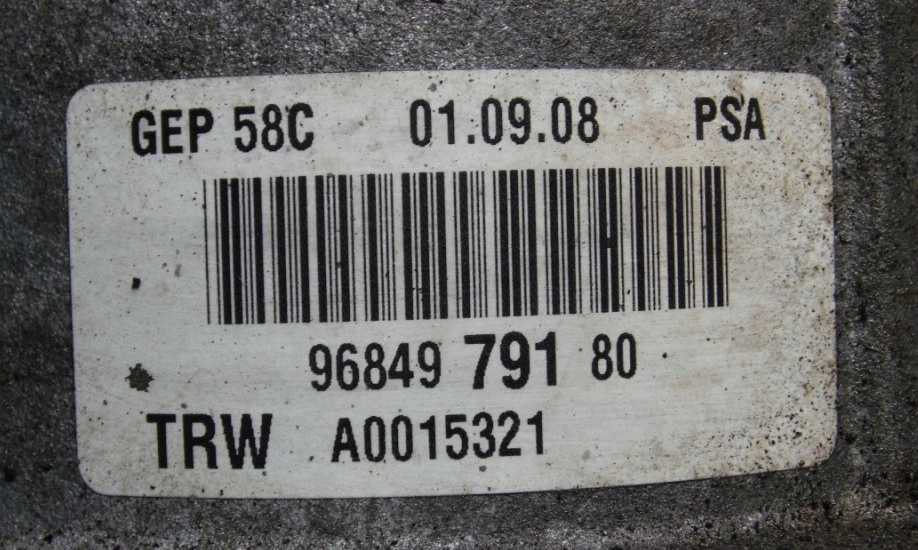 GEP 58C 01.09.08 PSA
96849 791 80
TRW A0015321